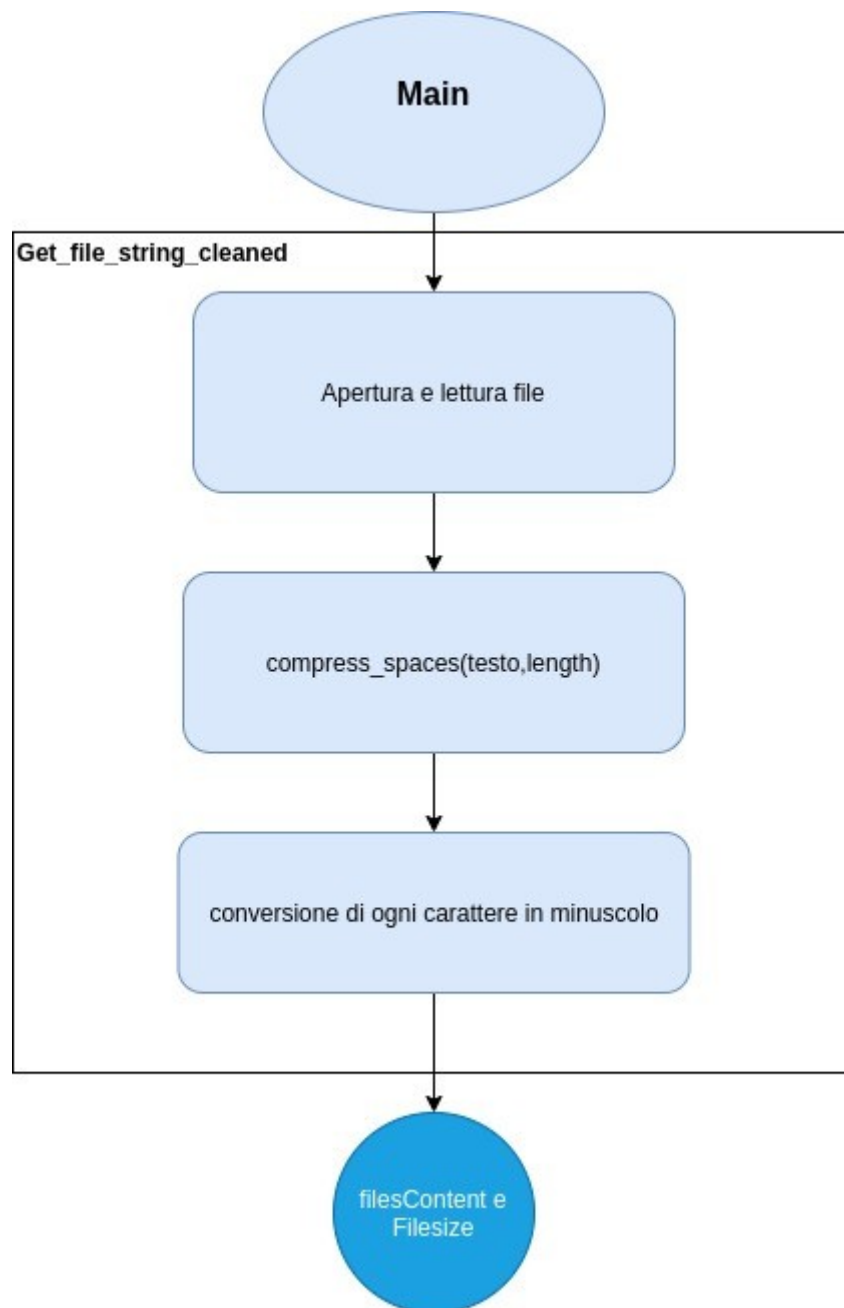 Main
Get_file_string_cleaned
Apertura e lettura file
compress_spaces(testo,length)
conversione di ogni carattere in minuscolo
filesContent e
Filesize